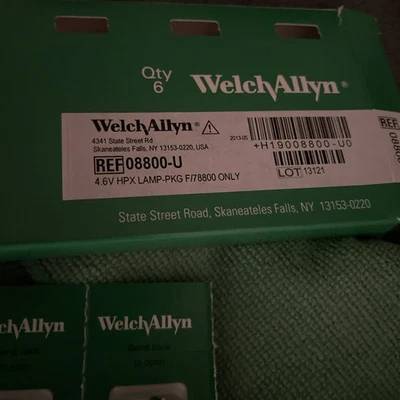 Qty
6
WelchAllyn®
WelchAllyn®
4341 State Street Rd
Skaneateles Falls, NY 13153-0220, USA
2013-05
+H19008800-U0
REF 08800-U
LOT 13121
4.6V HPX LAMP-PKG F/78800 ONLY
State Street Road, Skaneateles Falls, NY 13153-0220
REF
0880
WelchAllyn
WelchAllyn